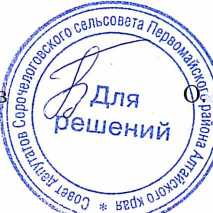 Совет депутатов Сорочелоговского сельсовета Первомайского района Алтайского края *
Для
решений